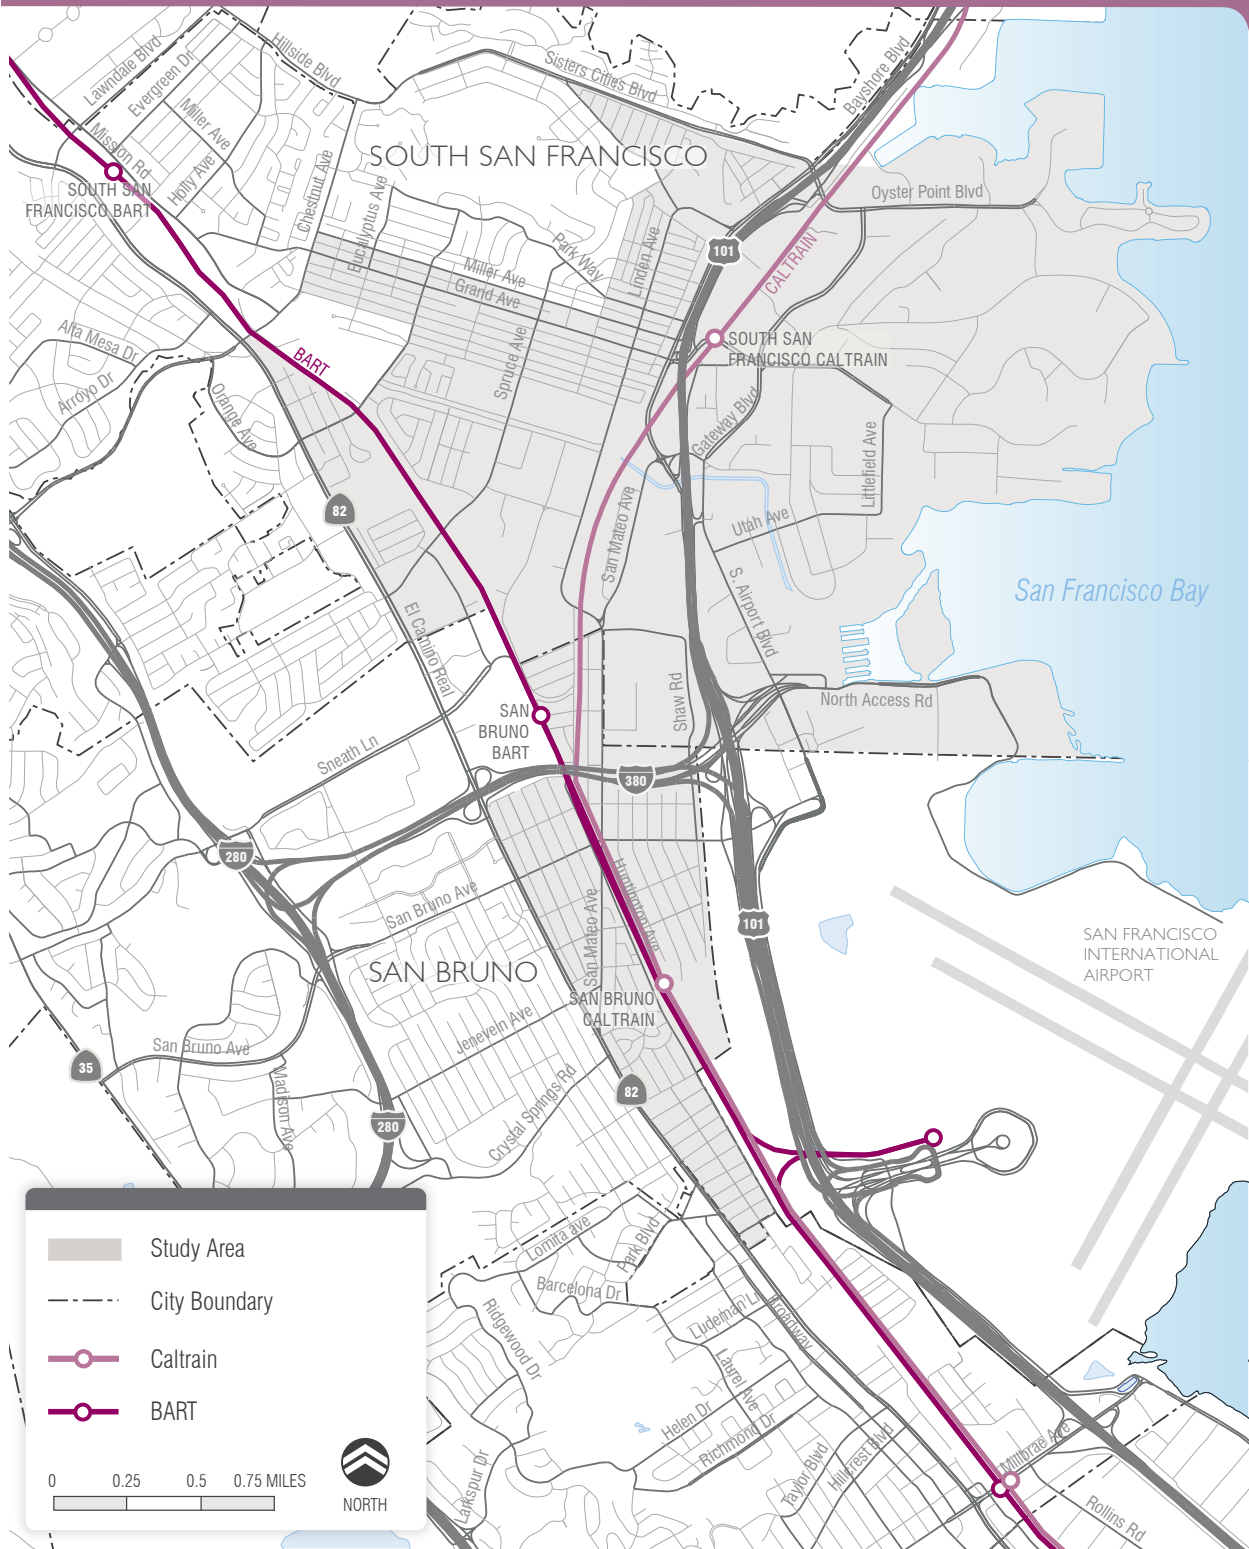 Lawndale Blvd
Evergreen Dr
Hillside Blvd
Sisters Cities Blvd
Bayshore Blvd
Miller Ave
Mission Rd
Holly Ave
Chestnut Ave
Eucalyptus Ave
SOUTH SAN FRANCISCO
SOUTH SAN
FRANCISCO BART
Oyster Point Blvd
Park Way
Linden Ave
101
CALTRAIN
Miller Ave
Grand Ave
Alta Mesa Dr
Arroyo Dr
BART
Spruce Ave
SOUTH SAN
FRANCISCO CALTRAIN
Orange Ave
Gateway Blvd
Littlefield Ave
82
San Mateo Ave
Utah Ave
S. Airport Blvd
San Francisco Bay
El Camino Real
Shaw Rd
North Access Rd
SAN
BRUNO
BART
Sneath Ln
380
280
San Bruno Ave
Huntington Ave
San Mateo Ave
101
SAN FRANCISCO
INTERNATIONAL
AIRPORT
SAN BRUNO
SAN BRUNO
CALTRAIN
Jenevein Ave
San Bruno Ave
35
Madison Ave
Crystal Springs Rd
82
280
Lomita ave
Park Blvd
Barcelona Dr
Ridgewood Dr
Ludeman Ln
Broadway
Laurel Ave
Helen Dr
Richmond Dr
Taylor Blvd
Hillcrest Blvd
Larkspur Dr
Millbrae Ave
Rollins Rd
Study Area
City Boundary
Caltrain
BART
0 0.25 0.5 0.75 MILES
NORTH